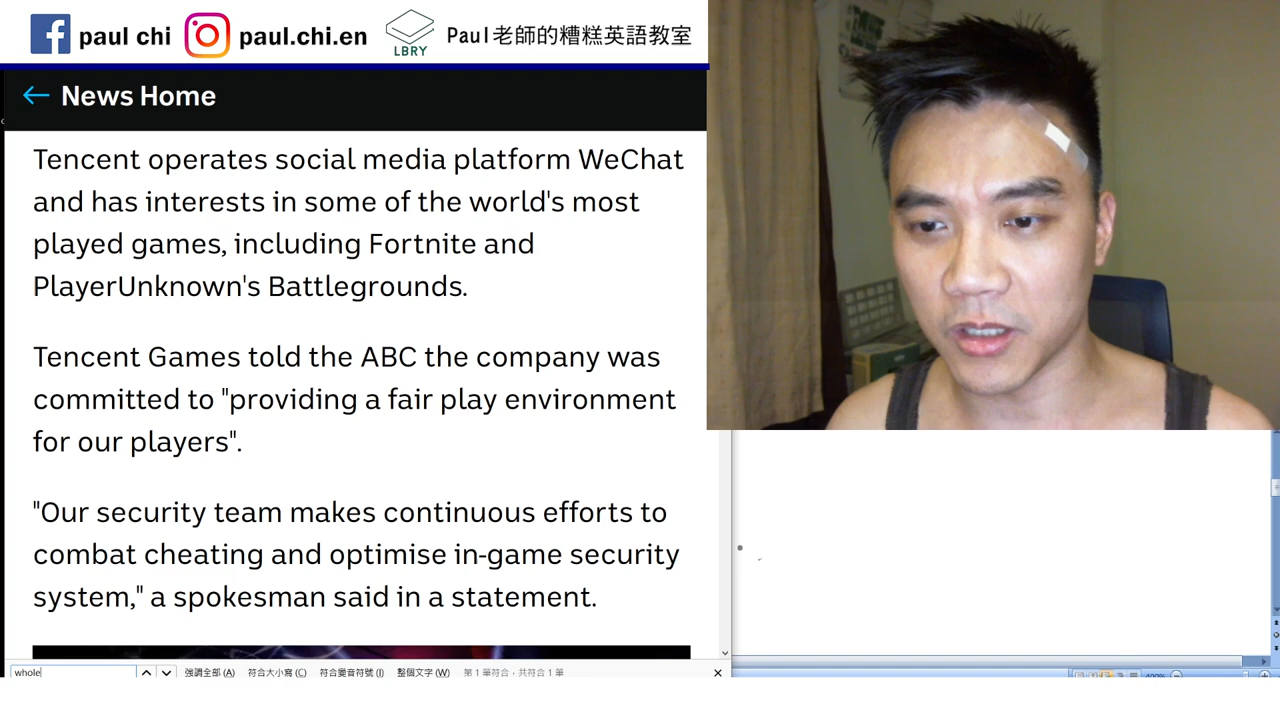 paul chi paul.chi.en LBRY Paul老師的糟糕英語教室
← News Home
Tencent operates social media platform WeChat
and has interests in some of the world's most
played games, including Fortnite and
PlayerUnknown's Battlegrounds.
Tencent Games told the ABC the company was
committed to "providing a fair play environment
for our players".
"Our security team makes continuous efforts to
combat cheating and optimise in-game security
system," a spokesman said in a statement.
whole 強調全部 (A) 符合大小寫 (C) 符合變音符號 (I) 整個文字 (W) 第 1 筆符合，共符合 1 筆
400%